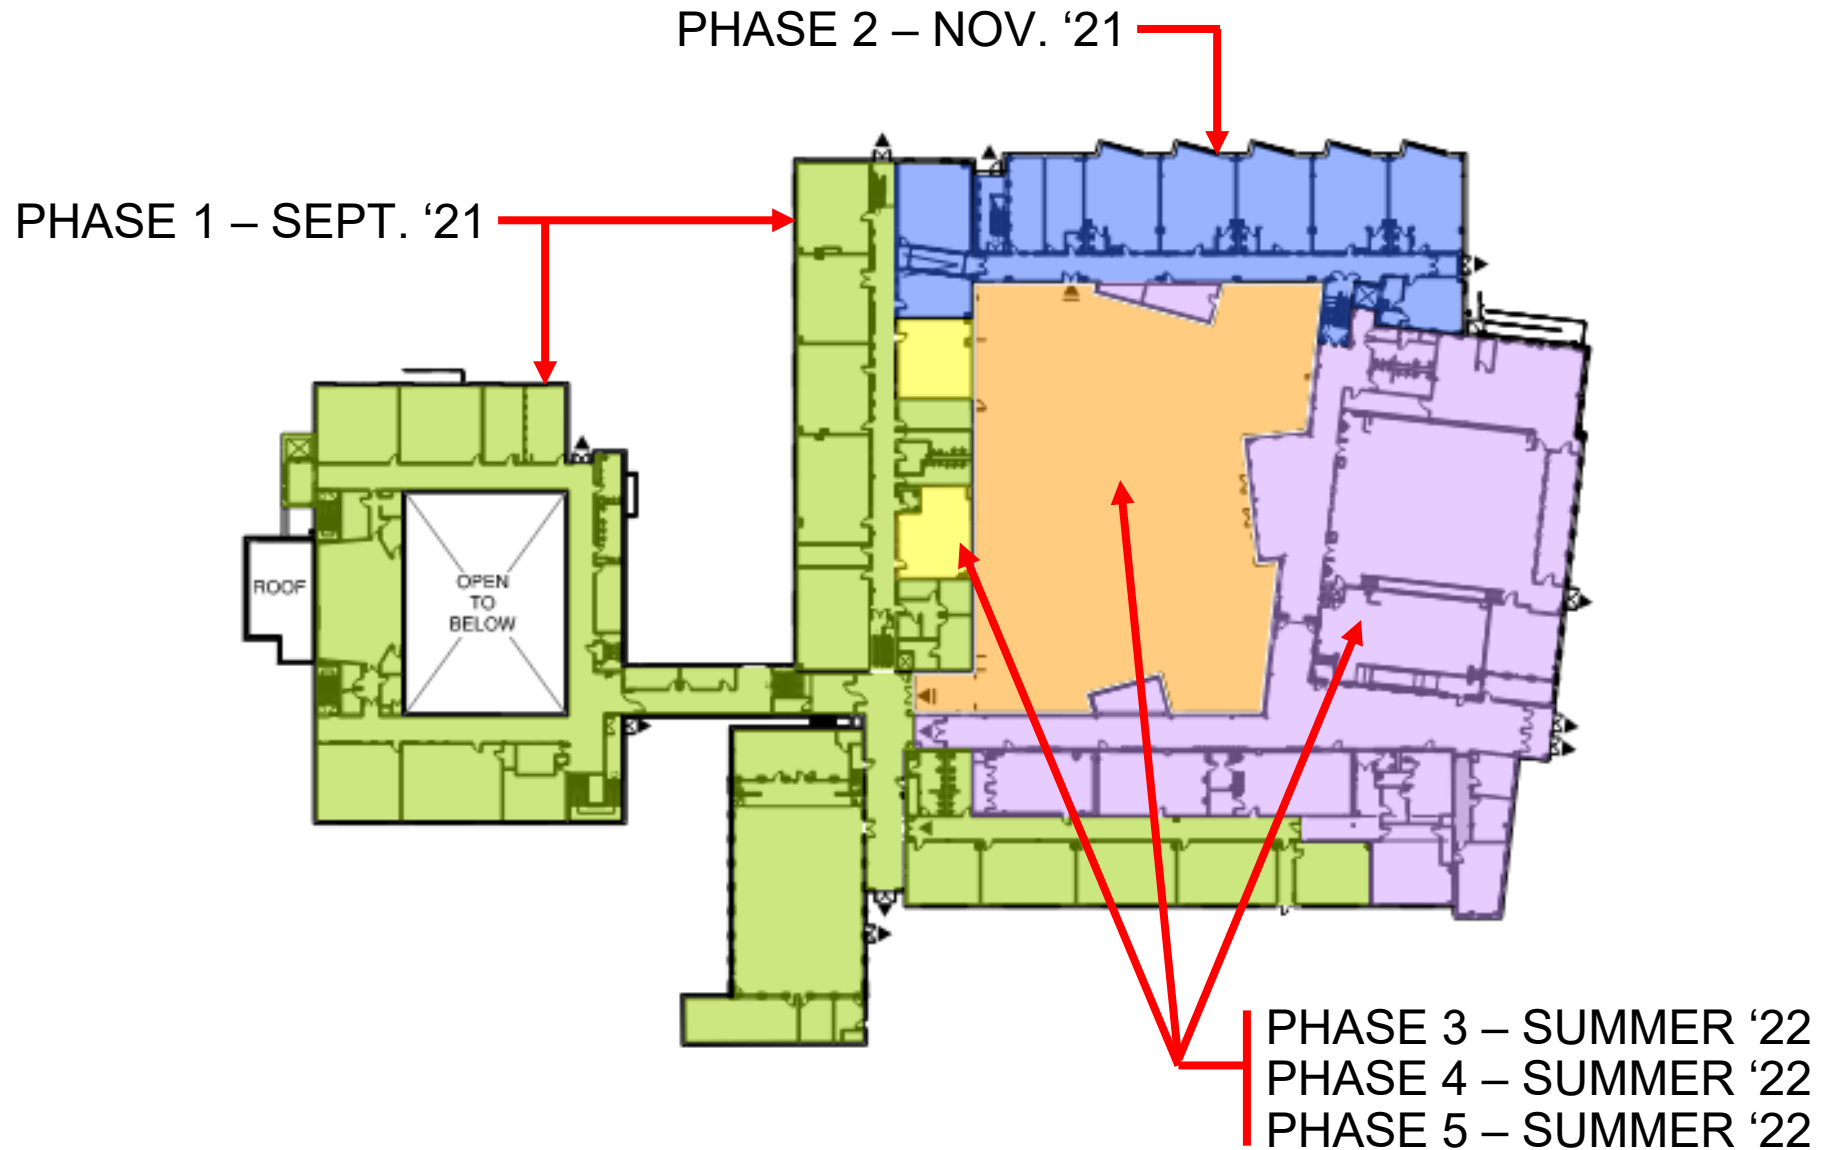 PHASE 2 – NOV. ‘21
PHASE 1 – SEPT. ‘21
ROOF
OPEN
TO
BELOW
PHASE 3 – SUMMER ‘22
PHASE 4 – SUMMER ‘22
PHASE 5 – SUMMER ‘22